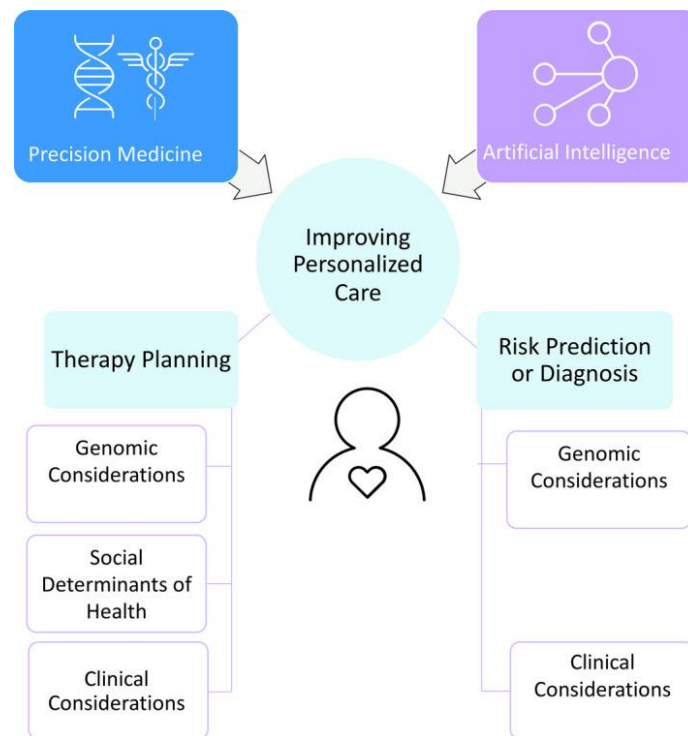 Precision Medicine
Artificial Intelligence
Improving
Personalized
Care
Therapy Planning
Risk Prediction
or Diagnosis
Genomic
Considerations
Social
Determinants of
Health
Clinical
Considerations
Genomic
Considerations
Clinical
Considerations